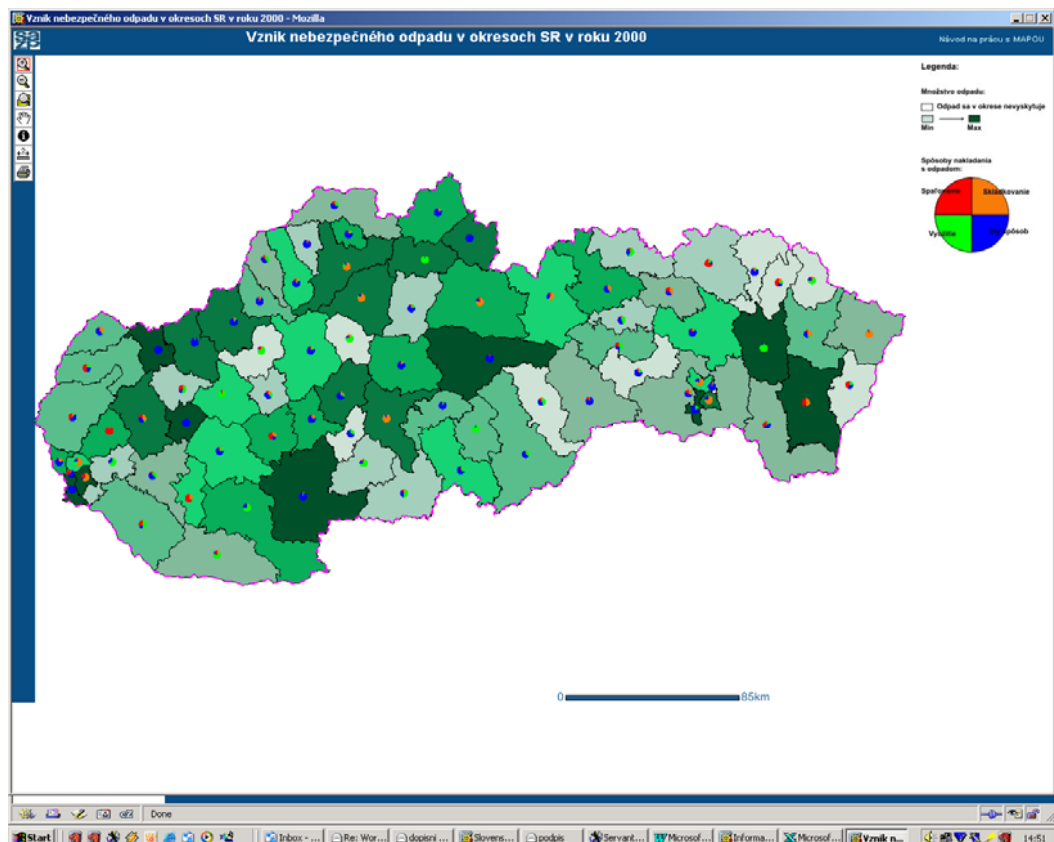 Vznik nebezpečného odpadu v okresoch SR v roku 2000 - Mozilla
Vznik nebezpečného odpadu v okresoch SR v roku 2000
Návod na prácu s MAPOU
Legenda:
Množstvo odpadu:
Odpad sa v okrese nevyskytuje
Min Max
Spôsoby nakladania
s odpadom:
Skládkovanie
spôsob
0 85km
Done
Start Inbox - ... Re: Wor... dopisní ... Slovens... podpis Servant... Microsof... Informa... Microsof... Vznik n... 14:51